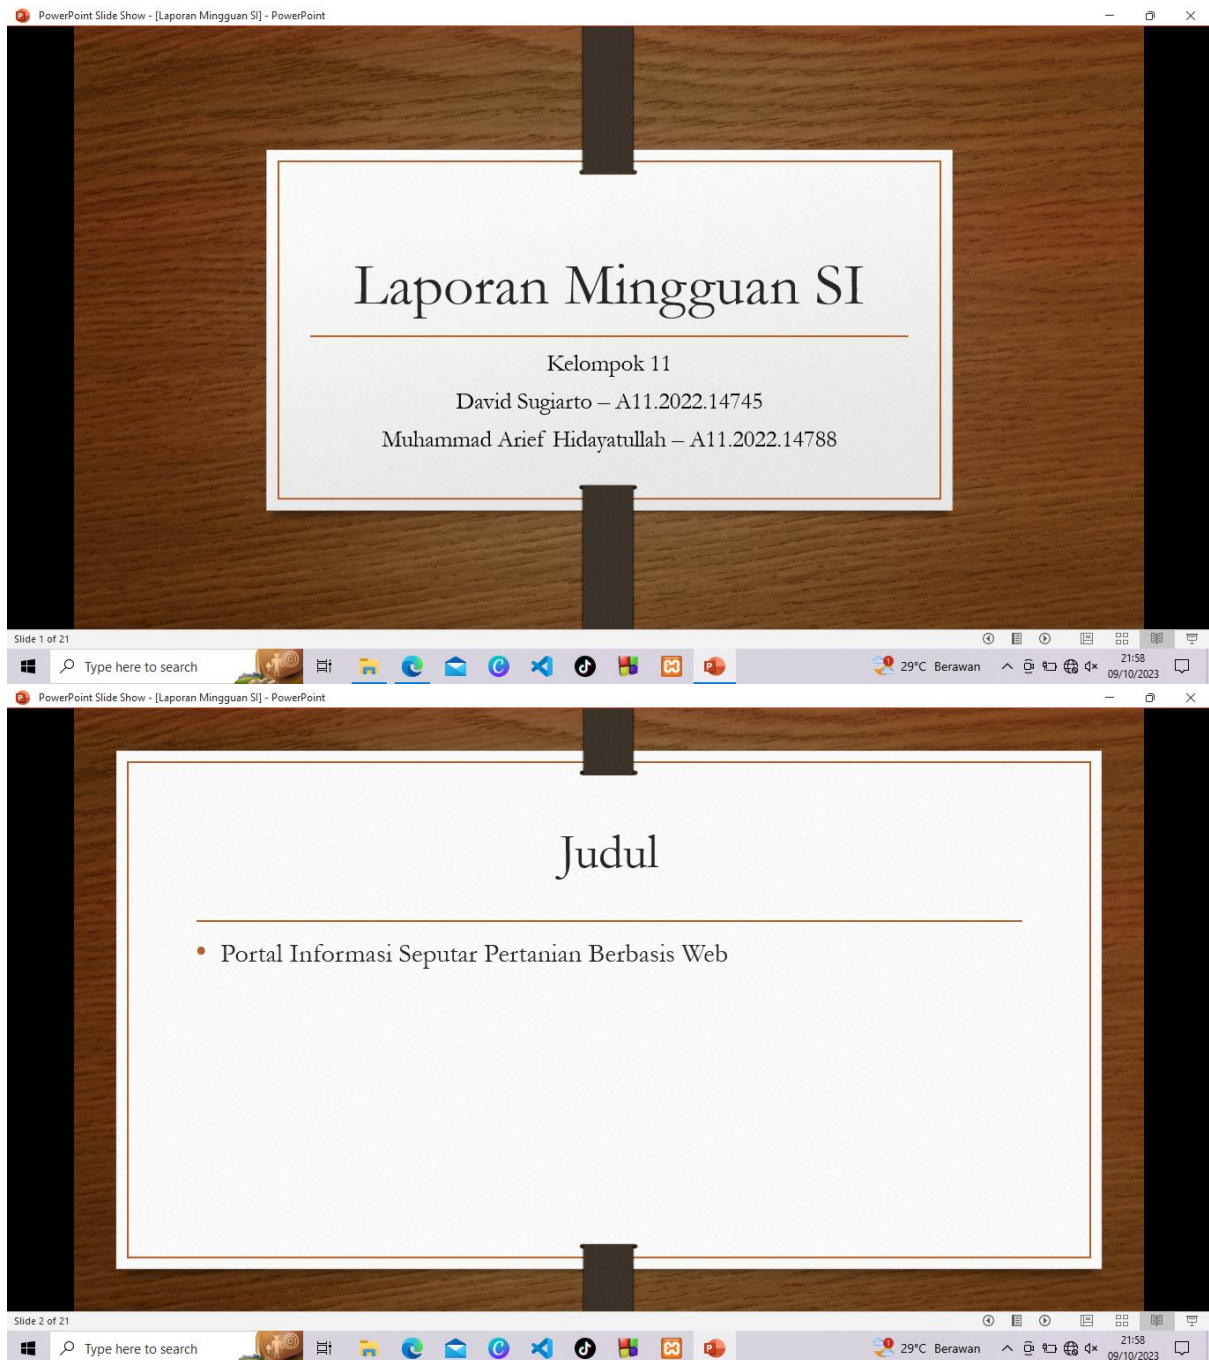 PowerPoint Slide Show - [Laporan Mingguan SI] - PowerPoint
Laporan Mingguan SI
Kelompok 11
David Sugiarto – A11.2022.14745
Muhammad Arief Hidayatullah – A11.2022.14788
Slide 1 of 21
Type here to search
29°C Berawan
21:58
09/10/2023
PowerPoint Slide Show - [Laporan Mingguan SI] - PowerPoint
Judul
• Portal Informasi Seputar Pertanian Berbasis Web
Slide 2 of 21
Type here to search
29°C Berawan
21:58
09/10/2023